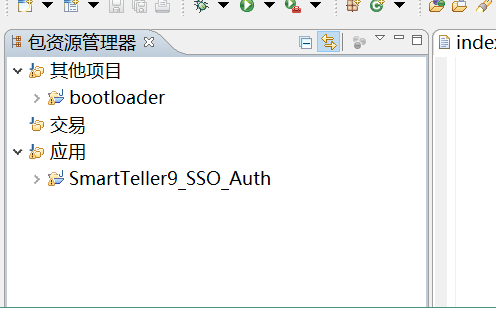 包资源管理器
index
其他项目
bootloader
交易
应用
SmartTeller9_SSO_Auth